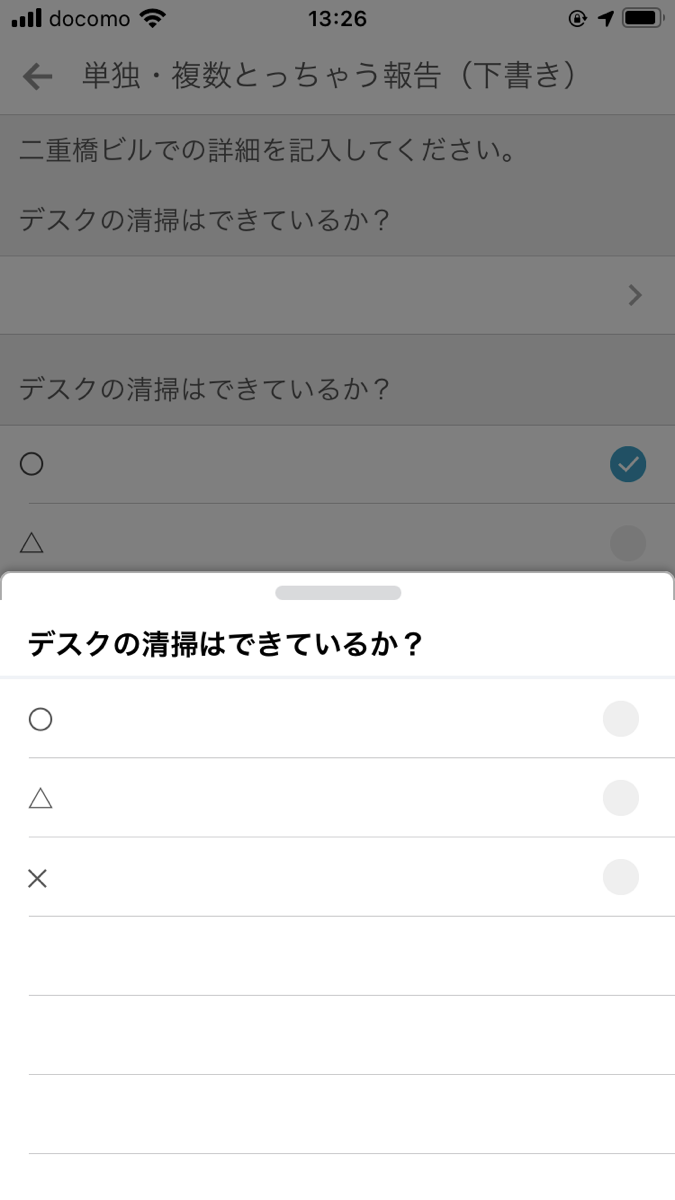 docomo 13:26
単独・複数とっちゃう報告（下書き）
二重橋ビルでの詳細を記入してください。
デスクの清掃はできているか？
デスクの清掃はできているか？
○
△
デスクの清掃はできているか？
○
△
×